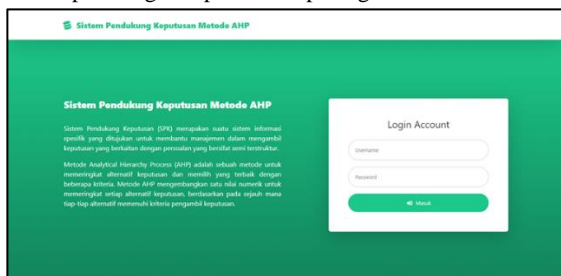 Sistem Pendukung Keputusan Metode AHP
Sistem Pendukung Keputusan Metode AHP
Sistem Pendukung Keputusan (SPK) merupakan suatu sistem informasi
spesifik yang ditujukan untuk membantu manajemen dalam mengambil
keputusan yang berkaitan dengan persoalan yang bersifat semi terstruktur.
Metode Analytical Hierarchy Process (AHP) adalah sebuah metode untuk
memeringkat alternatif keputusan dan memilih yang terbaik dengan
beberapa kriteria. Metode AHP mengembangkan satu nilai numerik untuk
memeringkat setiap alternatif keputusan, berdasarkan pada sejauh mana
tiap-tiap alternatif memenuhi kriteria pengambil keputusan.
Login Account
Username
Password
Masuk